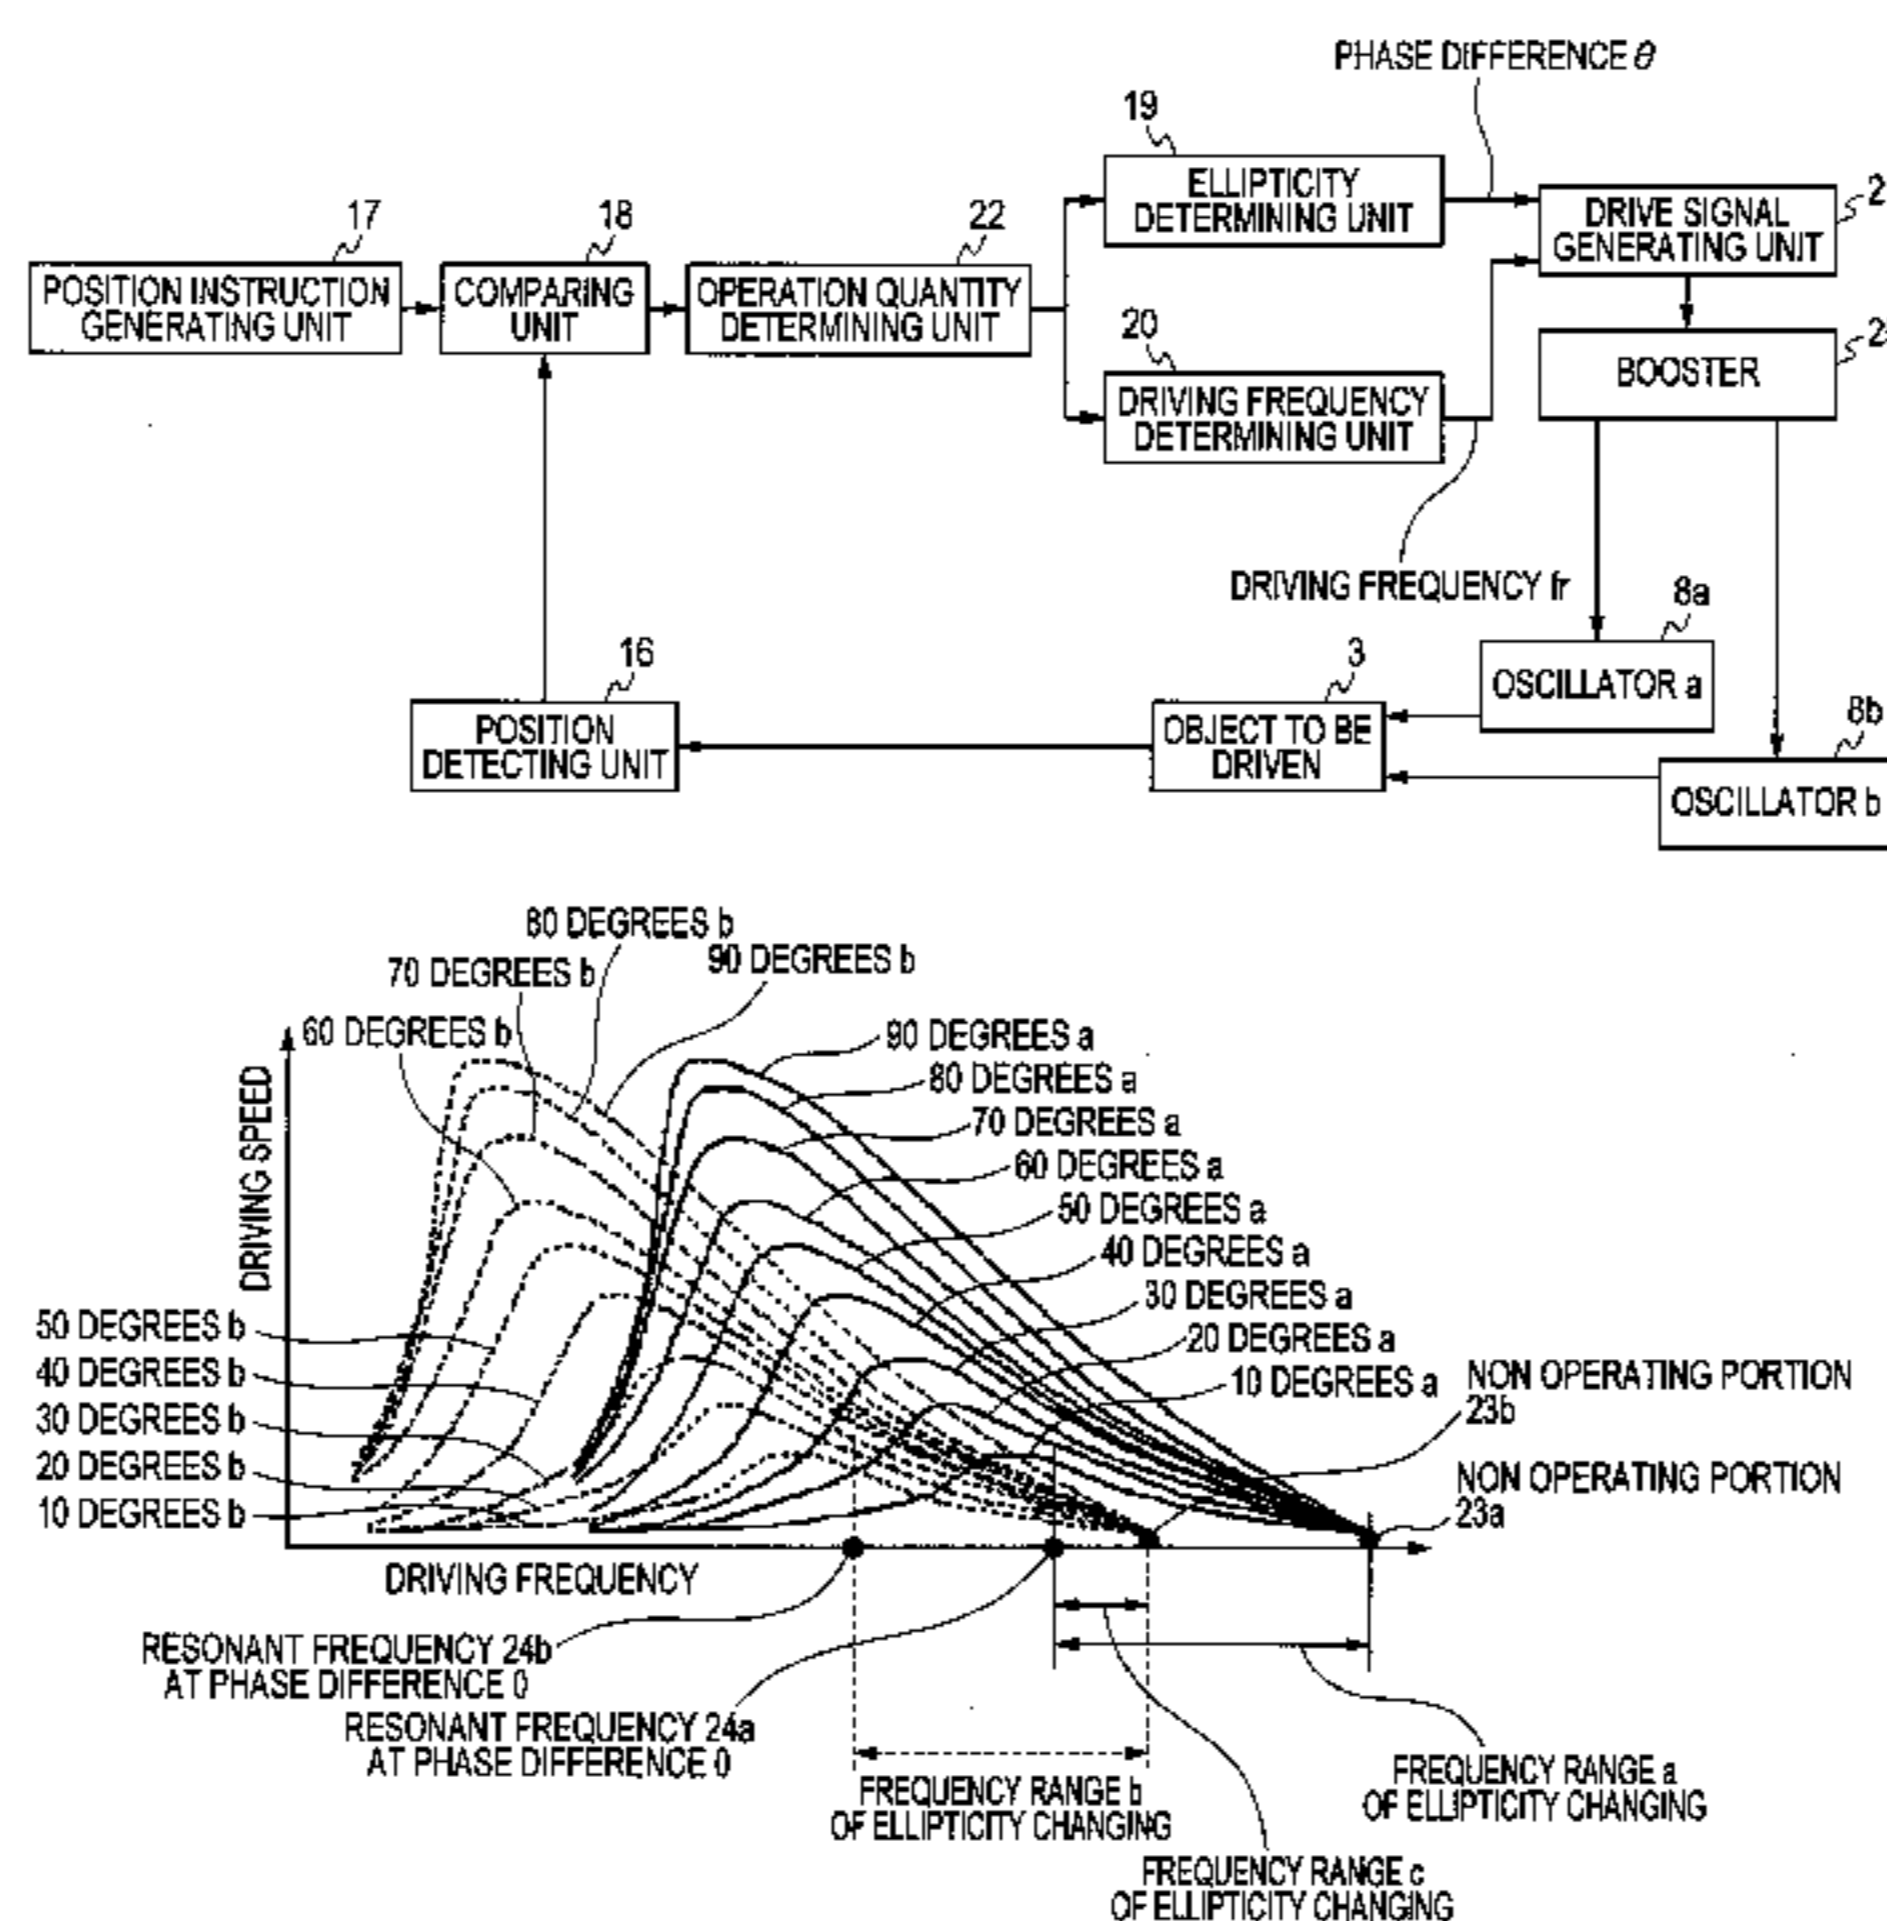 PHASE DIFFERENCE θ
19
ELLIPTICITY
DETERMINING UNIT
17
18
22
2
DRIVE SIGNAL
GENERATING UNIT
POSITION INSTRUCTION
GENERATING UNIT
COMPARING
UNIT
OPERATION QUANTITY
DETERMINING UNIT
20
2
BOOSTER
DRIVING FREQUENCY
DETERMINING UNIT
DRIVING FREQUENCY fr
8a
OSCILLATOR a
16
3
8b
POSITION
DETECTING UNIT
OBJECT TO BE
DRIVEN
OSCILLATOR b
80 DEGREES b
90 DEGREES b
70 DEGREES b
60 DEGREES b
90 DEGREES a
80 DEGREES a
70 DEGREES a
60 DEGREES a
50 DEGREES a
40 DEGREES a
30 DEGREES a
20 DEGREES a
10 DEGREES a
DRIVING SPEED
50 DEGREES b
40 DEGREES b
30 DEGREES b
20 DEGREES b
10 DEGREES b
NON OPERATING PORTION
23b
NON OPERATING PORTION
23a
DRIVING FREQUENCY
RESONANT FREQUENCY 24b
AT PHASE DIFFERENCE 0
RESONANT FREQUENCY 24a
AT PHASE DIFFERENCE 0
FREQUENCY RANGE b
OF ELLIPTICITY CHANGING
FREQUENCY RANGE a
OF ELLIPTICITY CHANGING
FREQUENCY RANGE c
OF ELLIPTICITY CHANGING